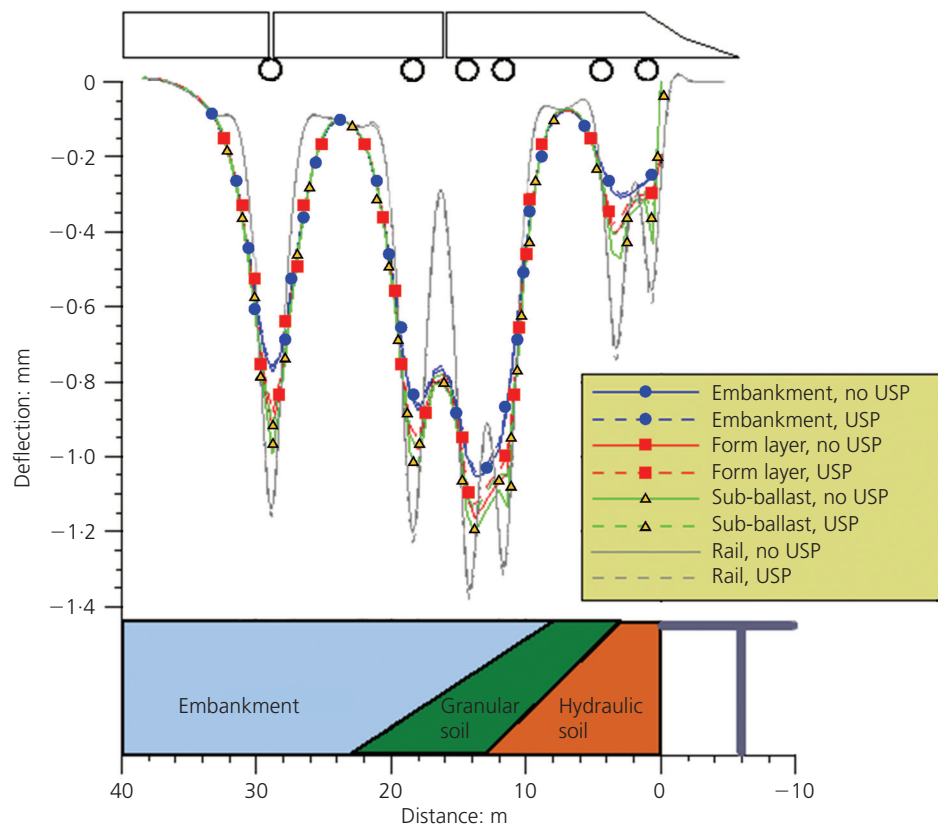 0
−0.2
−0.4
−0.6
−0.8
−1.0
−1.2
−1.4
Deflection: mm
Embankment, no USP
Embankment, USP
Form layer, no USP
Form layer, USP
Sub-ballast, no USP
Sub-ballast, USP
Rail, no USP
Rail, USP
Embankment
Granular
soil
Hydraulic
soil
40
30
20
10
0
−10
Distance: m